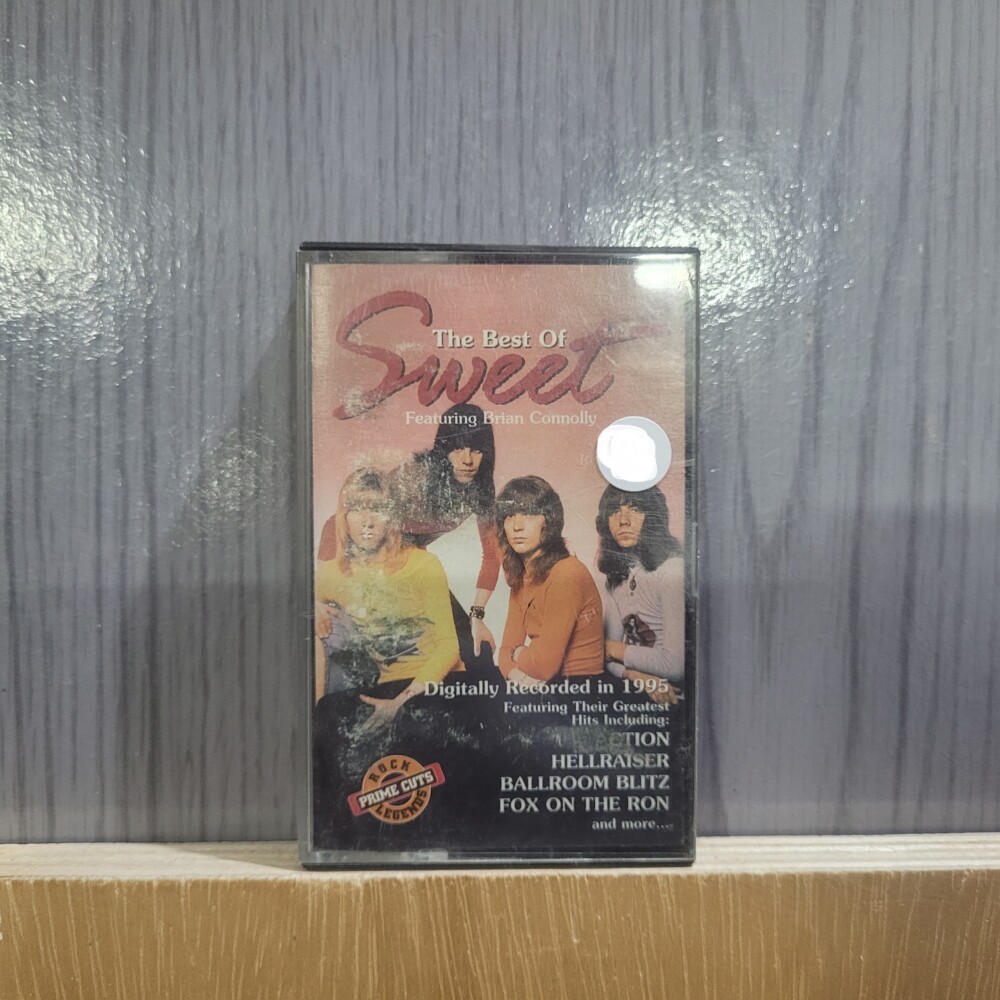 The Best Of
Sweet
Featuring Brian Connolly
Digitally Recorded in 1995
Featuring Their Greatest
Hits Including:
HELLRAISER
BALLROOM BLITZ
FOX ON THE RON
and more...
ROCK
PRIME CUTS
LEGENDS